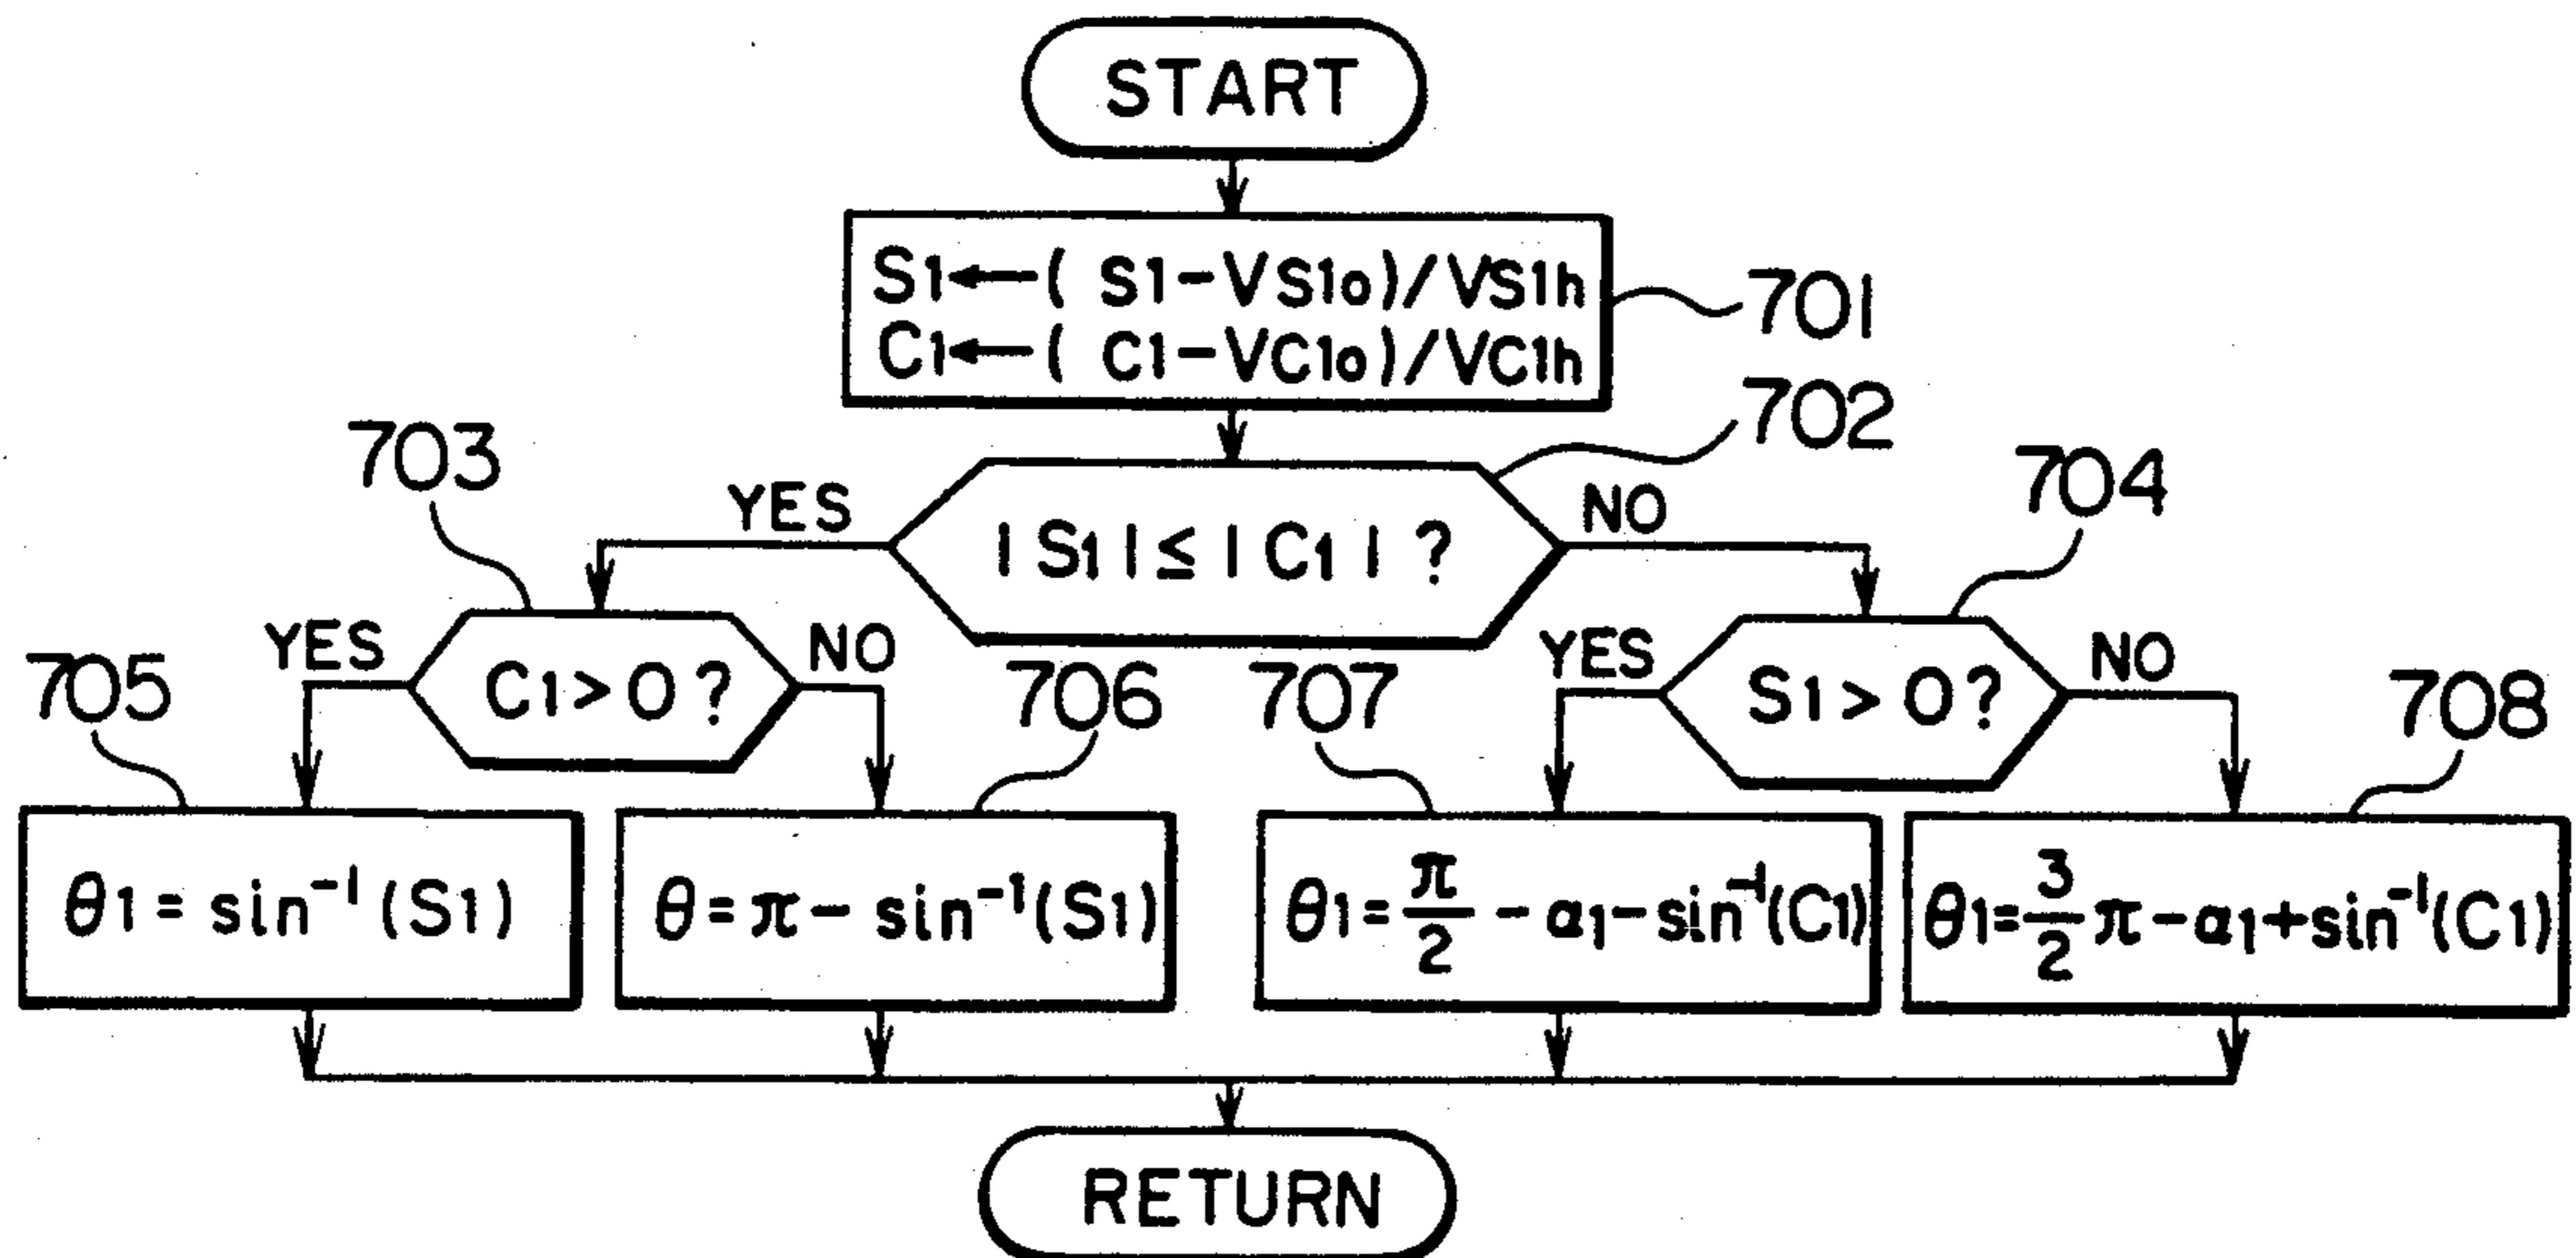 START
S1←( S1-VS1o)/VS1h
C1←( C1-VC1o)/VC1h
701
702
703
704
YES
NO
| S1 | ≤ | C1 | ?
YES
NO
C1>0?
YES
NO
S1>0?
705
706
707
708
θ1=sin⁻¹(S1)
θ=π-sin⁻¹(S1)
θ1=π/2-α1-sin⁻¹(C1)
θ1=3/2π-α1+sin⁻¹(C1)
RETURN